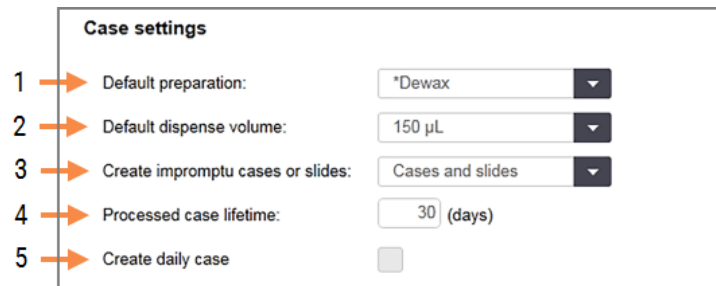 Case settings
1 Default preparation: *Dewax
2 Default dispense volume: 150 µL
3 Create impromptu cases or slides: Cases and slides
4 Processed case lifetime: 30 (days)
5 Create daily case